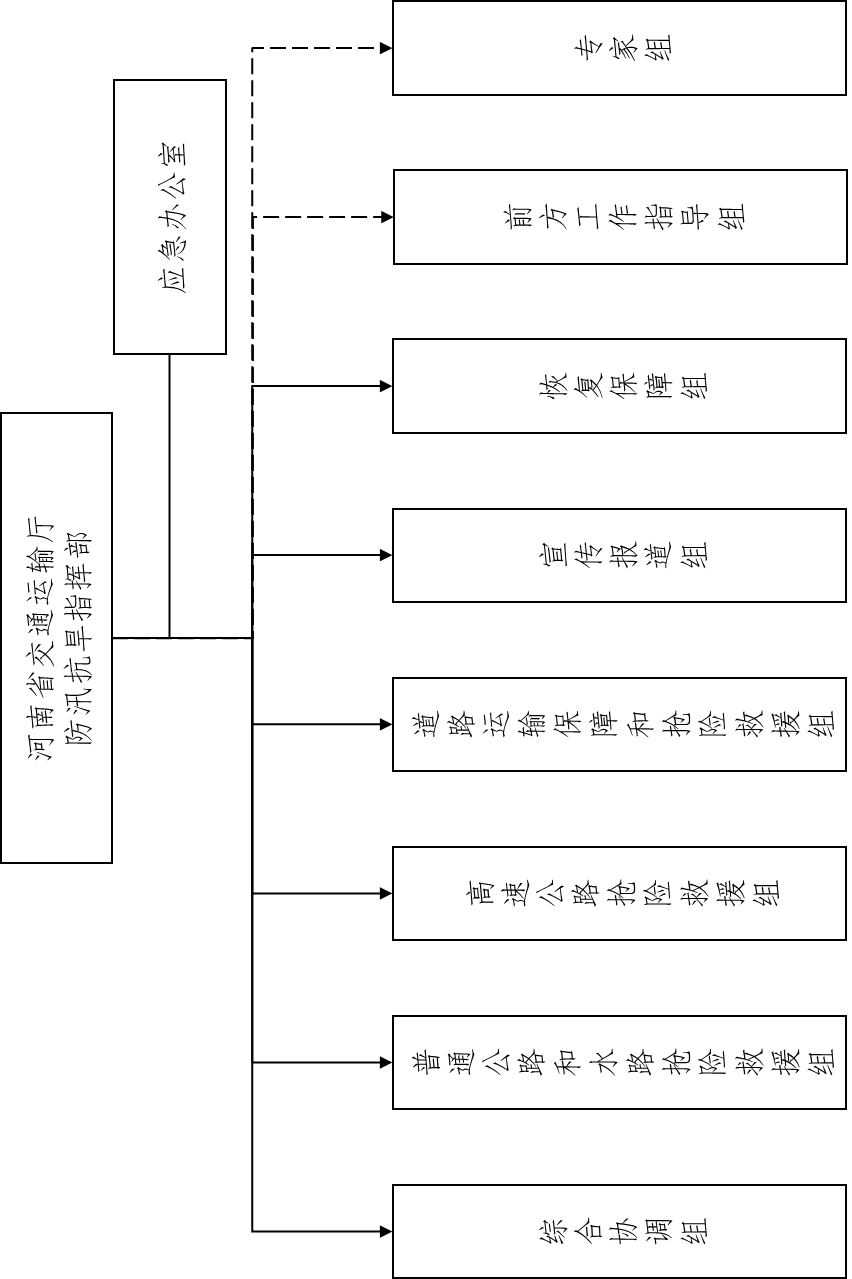 河南省交通运输厅
防汛抗旱指挥部
应急办公室
综合协调组
普通公路和水路抢险救援组
高速公路抢险救援组
道路运输保障和抢险救援组
宣传报道组
恢复保障组
前方工作指导组
专家组